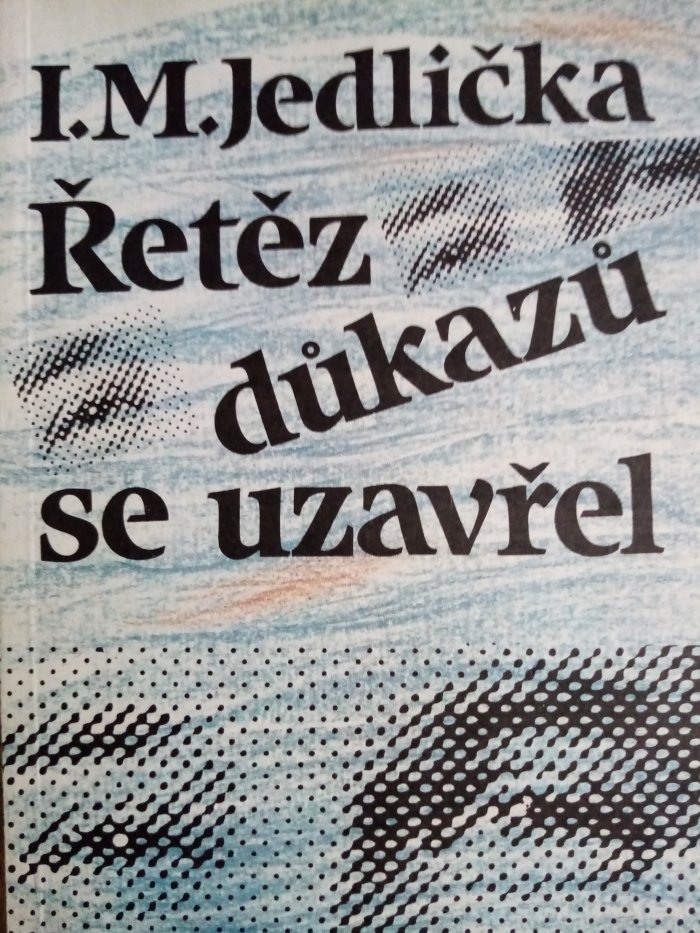 I.M.Jedlička
Řetěz
důkazů
se uzavřel